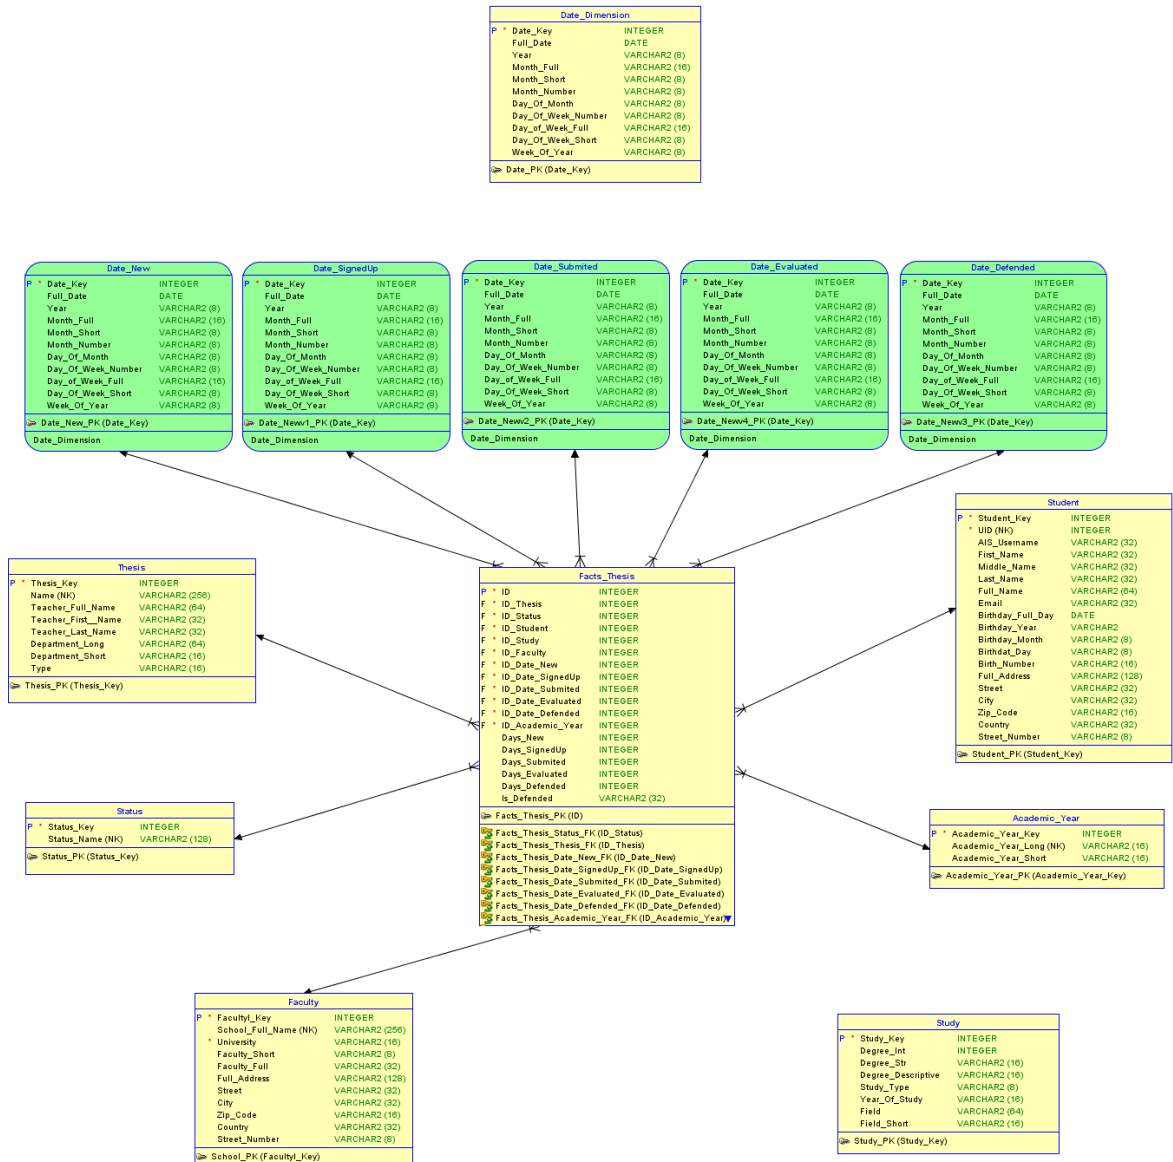 Date_Dimension
P * Date_Key INTEGER
Full_Date DATE
Year VARCHAR2 (8)
Month_Full VARCHAR2 (16)
Month_Short VARCHAR2 (8)
Month_Number VARCHAR2 (8)
Day_Of_Month VARCHAR2 (8)
Day_Of_Week_Number VARCHAR2 (8)
Day_of_Week_Full VARCHAR2 (16)
Day_Of_Week_Short VARCHAR2 (8)
Week_Of_Year VARCHAR2 (8)
Date_PK (Date_Key)
Date_New
P * Date_Key INTEGER
Full_Date DATE
Year VARCHAR2 (8)
Month_Full VARCHAR2 (16)
Month_Short VARCHAR2 (8)
Month_Number VARCHAR2 (8)
Day_Of_Month VARCHAR2 (8)
Day_Of_Week_Number VARCHAR2 (8)
Day_of_Week_Full VARCHAR2 (16)
Day_Of_Week_Short VARCHAR2 (8)
Week_Of_Year VARCHAR2 (8)
Date_New_PK (Date_Key)
Date_Dimension
Date_SignedUp
P * Date_Key INTEGER
Full_Date DATE
Year VARCHAR2 (8)
Month_Full VARCHAR2 (16)
Month_Short VARCHAR2 (8)
Month_Number VARCHAR2 (8)
Day_Of_Month VARCHAR2 (8)
Day_Of_Week_Number VARCHAR2 (8)
Day_of_Week_Full VARCHAR2 (16)
Day_Of_Week_Short VARCHAR2 (8)
Week_Of_Year VARCHAR2 (8)
Date_Newv1_PK (Date_Key)
Date_Dimension
Date_Submited
P * Date_Key INTEGER
Full_Date DATE
Year VARCHAR2 (8)
Month_Full VARCHAR2 (16)
Month_Short VARCHAR2 (8)
Month_Number VARCHAR2 (8)
Day_Of_Month VARCHAR2 (8)
Day_Of_Week_Number VARCHAR2 (8)
Day_of_Week_Full VARCHAR2 (16)
Day_Of_Week_Short VARCHAR2 (8)
Week_Of_Year VARCHAR2 (8)
Date_Newv2_PK (Date_Key)
Date_Dimension
Date_Evaluated
P * Date_Key INTEGER
Full_Date DATE
Year VARCHAR2 (8)
Month_Full VARCHAR2 (16)
Month_Short VARCHAR2 (8)
Month_Number VARCHAR2 (8)
Day_Of_Month VARCHAR2 (8)
Day_Of_Week_Number VARCHAR2 (8)
Day_of_Week_Full VARCHAR2 (16)
Day_Of_Week_Short VARCHAR2 (8)
Week_Of_Year VARCHAR2 (8)
Date_Newv4_PK (Date_Key)
Date_Dimension
Date_Defended
P * Date_Key INTEGER
Full_Date DATE
Year VARCHAR2 (8)
Month_Full VARCHAR2 (16)
Month_Short VARCHAR2 (8)
Month_Number VARCHAR2 (8)
Day_Of_Month VARCHAR2 (8)
Day_Of_Week_Number VARCHAR2 (8)
Day_of_Week_Full VARCHAR2 (16)
Day_Of_Week_Short VARCHAR2 (8)
Week_Of_Year VARCHAR2 (8)
Date_Newv3_PK (Date_Key)
Date_Dimension
Thesis
P * Thesis_Key INTEGER
Name (NK) VARCHAR2 (256)
Teacher_Full_Name VARCHAR2 (64)
Teacher_First__Name VARCHAR2 (32)
Teacher_Last_Name VARCHAR2 (32)
Department_Long VARCHAR2 (64)
Department_Short VARCHAR2 (16)
Type VARCHAR2 (16)
Thesis_PK (Thesis_Key)
Facts_Thesis
P * ID INTEGER
F * ID_Thesis INTEGER
F * ID_Status INTEGER
F * ID_Student INTEGER
F * ID_Study INTEGER
F * ID_Faculty INTEGER
F * ID_Date_New INTEGER
F * ID_Date_SignedUp INTEGER
F * ID_Date_Submited INTEGER
F * ID_Date_Evaluated INTEGER
F * ID_Date_Defended INTEGER
F * ID_Academic_Year INTEGER
Days_New INTEGER
Days_SignedUp INTEGER
Days_Submited INTEGER
Days_Evaluated INTEGER
Days_Defended INTEGER
Is_Defended VARCHAR2 (32)
Facts_Thesis_PK (ID)
Facts_Thesis_Status_FK (ID_Status)
Facts_Thesis_Thesis_FK (ID_Thesis)
Facts_Thesis_Date_New_FK (ID_Date_New)
Facts_Thesis_Date_SignedUp_FK (ID_Date_SignedUp)
Facts_Thesis_Date_Submited_FK (ID_Date_Submited)
Facts_Thesis_Date_Evaluated_FK (ID_Date_Evaluated)
Facts_Thesis_Date_Defended_FK (ID_Date_Defended)
Facts_Thesis_Academic_Year_FK (ID_Academic_Year)
Student
P * Student_Key INTEGER
* UID (NK) INTEGER
AIS_Username VARCHAR2 (32)
First_Name VARCHAR2 (32)
Middle_Name VARCHAR2 (32)
Last_Name VARCHAR2 (32)
Full_Name VARCHAR2 (64)
Email VARCHAR2 (32)
Birthday_Full_Day DATE
Birthday_Year VARCHAR2
Birthday_Month VARCHAR2 (8)
Birthdat_Day VARCHAR2 (8)
Birth_Number VARCHAR2 (16)
Full_Address VARCHAR2 (128)
Street VARCHAR2 (32)
City VARCHAR2 (32)
Zip_Code VARCHAR2 (16)
Country VARCHAR2 (32)
Street_Number VARCHAR2 (8)
Student_PK (Student_Key)
Status
P * Status_Key INTEGER
Status_Name (NK) VARCHAR2 (128)
Status_PK (Status_Key)
Academic_Year
P * Academic_Year_Key INTEGER
Academic_Year_Long (NK) VARCHAR2 (16)
Academic_Year_Short VARCHAR2 (16)
Academic_Year_PK (Academic_Year_Key)
Faculty
P * Facultyl_Key INTEGER
School_Full_Name (NK) VARCHAR2 (256)
* University VARCHAR2 (16)
Faculty_Short VARCHAR2 (8)
Faculty_Full VARCHAR2 (32)
Full_Address VARCHAR2 (128)
Street VARCHAR2 (32)
City VARCHAR2 (32)
Zip_Code VARCHAR2 (16)
Country VARCHAR2 (32)
Street_Number VARCHAR2 (8)
School_PK (Facultyl_Key)
Study
P * Study_Key INTEGER
Degree_Int INTEGER
Degree_Str VARCHAR2 (16)
Degree_Descriptive VARCHAR2 (16)
Study_Type VARCHAR2 (8)
Year_Of_Study VARCHAR2 (16)
Field VARCHAR2 (64)
Field_Short VARCHAR2 (16)
Study_PK (Study_Key)